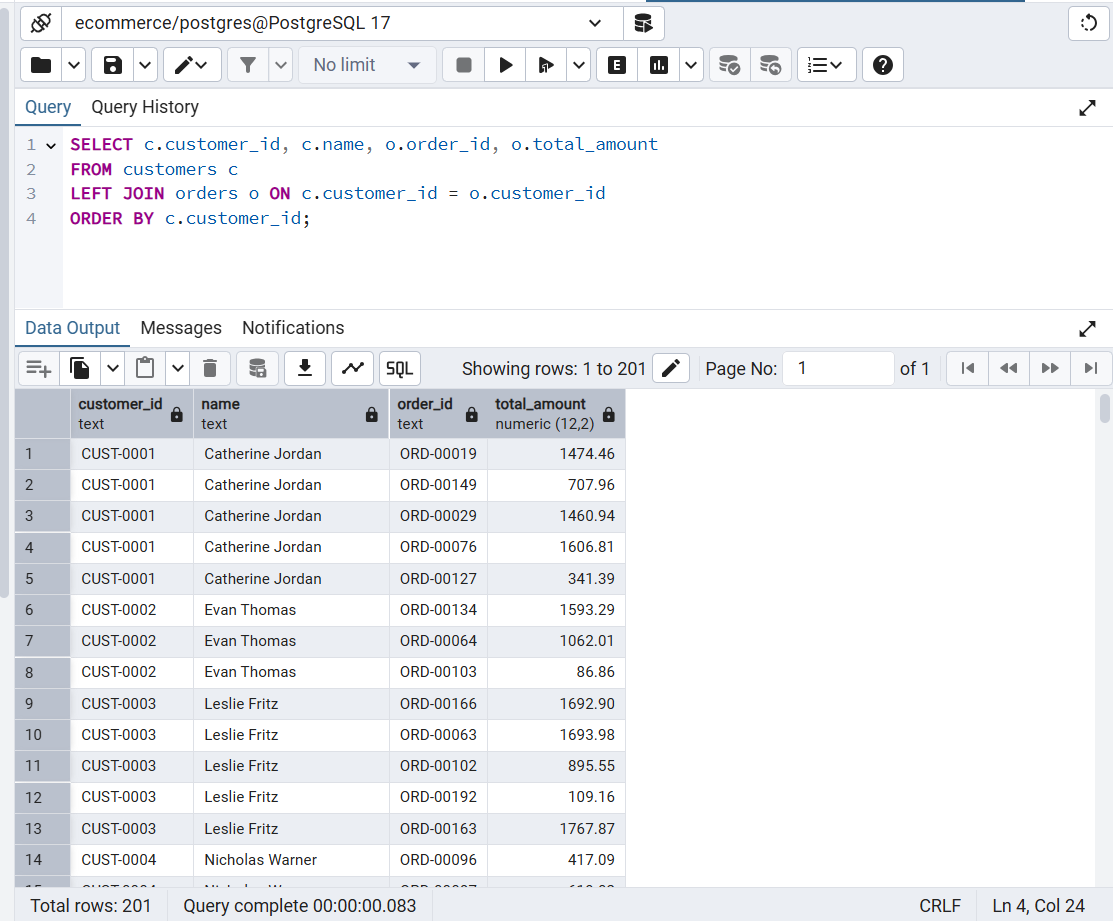 ecommerce/postgres@PostgreSQL 17
No limit
E
Query Query History
1 SELECT c.customer_id, c.name, o.order_id, o.total_amount
2 FROM customers c
3 LEFT JOIN orders o ON c.customer_id = o.customer_id
4 ORDER BY c.customer_id;
Data Output Messages Notifications
SQL Showing rows: 1 to 201 Page No: 1 of 1
customer_id name order_id total_amount
text text text numeric (12,2)
1 CUST-0001 Catherine Jordan ORD-00019 1474.46
2 CUST-0001 Catherine Jordan ORD-00149 707.96
3 CUST-0001 Catherine Jordan ORD-00029 1460.94
4 CUST-0001 Catherine Jordan ORD-00076 1606.81
5 CUST-0001 Catherine Jordan ORD-00127 341.39
6 CUST-0002 Evan Thomas ORD-00134 1593.29
7 CUST-0002 Evan Thomas ORD-00064 1062.01
8 CUST-0002 Evan Thomas ORD-00103 86.86
9 CUST-0003 Leslie Fritz ORD-00166 1692.90
10 CUST-0003 Leslie Fritz ORD-00063 1693.98
11 CUST-0003 Leslie Fritz ORD-00102 895.55
12 CUST-0003 Leslie Fritz ORD-00192 109.16
13 CUST-0003 Leslie Fritz ORD-00163 1767.87
14 CUST-0004 Nicholas Warner ORD-00096 417.09
Total rows: 201 Query complete 00:00:00.083 CRLF Ln 4, Col 24